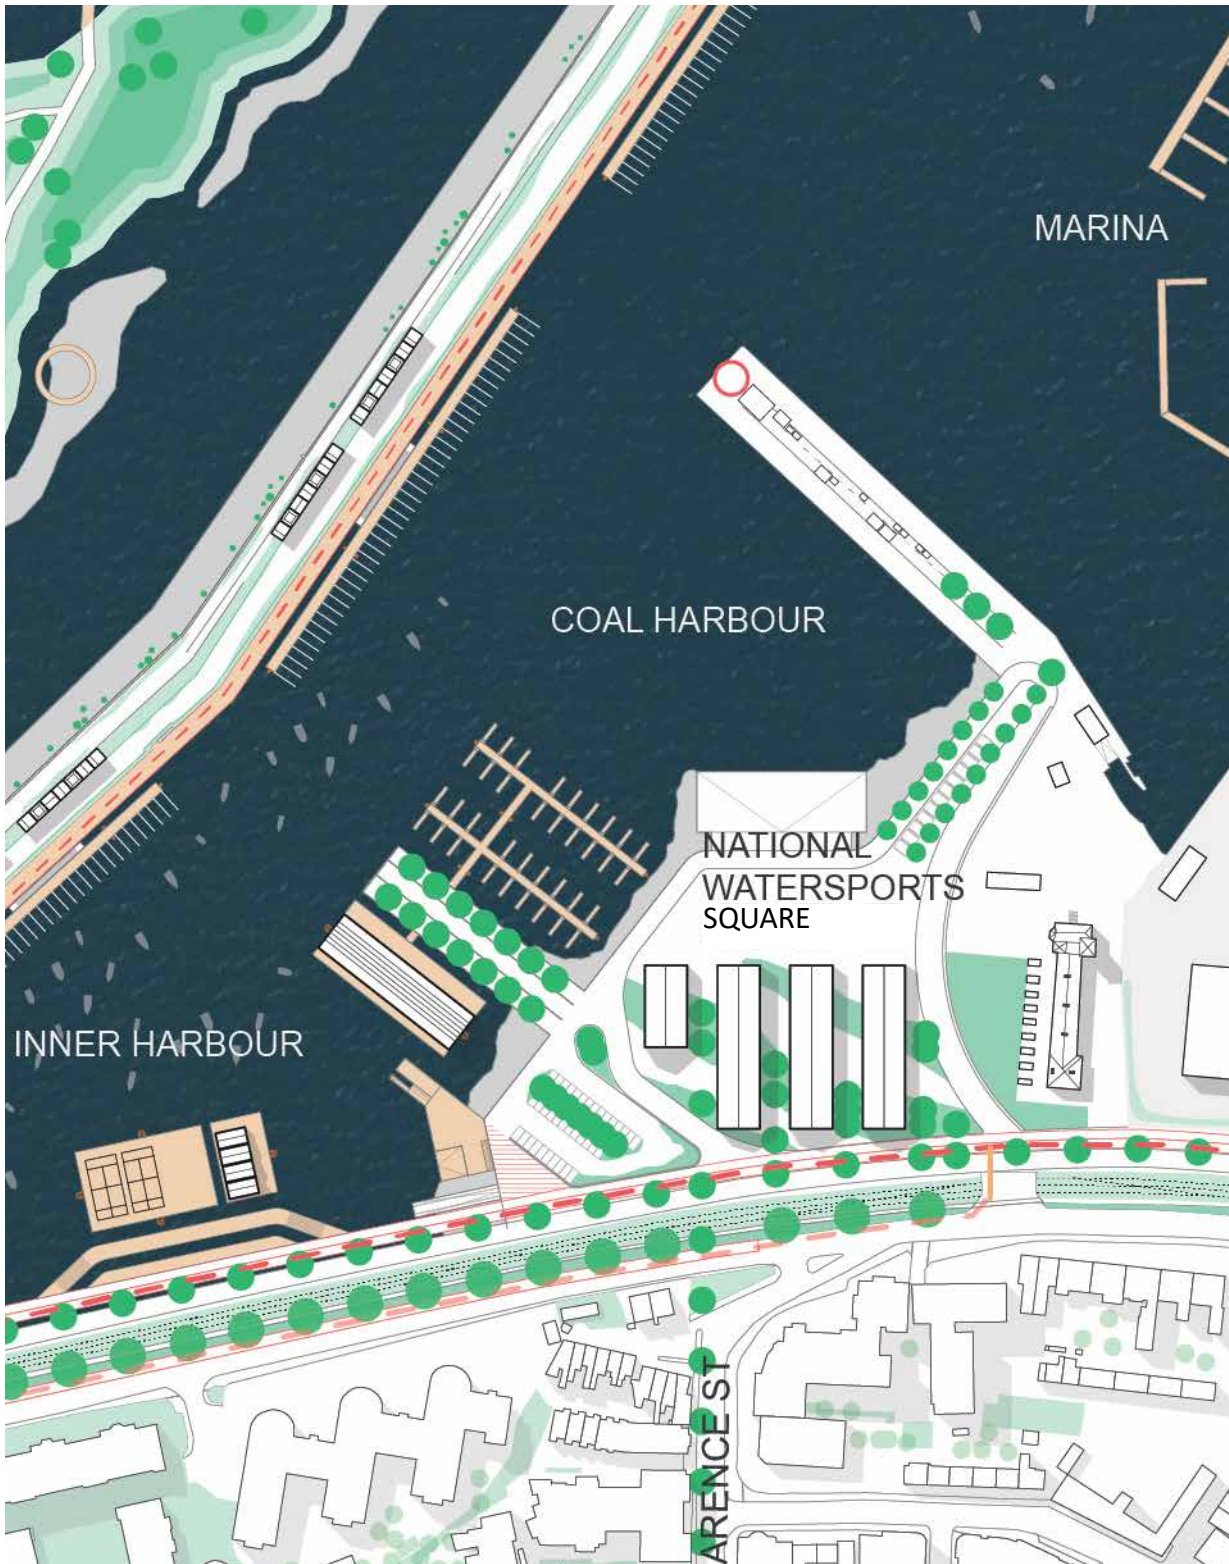 MARINA
COAL HARBOUR
NATIONAL
WATERSPORTS
SQUARE
INNER HARBOUR
ARENCE ST